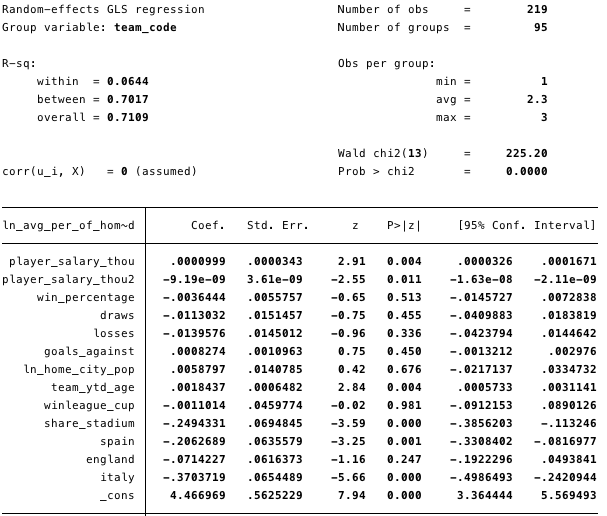 Random-effects GLS regression Number of obs = 219
Group variable: team_code Number of groups = 95
R-sq: Obs per group:
within = 0.0644 min = 1
between = 0.7017 avg = 2.3
overall = 0.7109 max = 3
Wald chi2(13) = 225.20
corr(u_i, X) = 0 (assumed) Prob > chi2 = 0.0000
ln_avg_per_of_hom~d Coef. Std. Err. z P>|z| [95% Conf. Interval]
player_salary_thou .0000999 .0000343 2.91 0.004 .0000326 .0001671
player_salary_thou2 -9.19e-09 3.61e-09 -2.55 0.011 -1.63e-08 -2.11e-09
win_percentage -.0036444 .0055757 -0.65 0.513 -.0145727 .0072838
draws -.0113032 .0151457 -0.75 0.455 -.0409883 .0183819
losses -.0139576 .0145012 -0.96 0.336 -.0423794 .0144642
goals_against .0008274 .0010963 0.75 0.450 -.0013212 .002976
ln_home_city_pop .0058797 .0140785 0.42 0.676 -.0217137 .0334732
team_ytd_age .0018437 .0006482 2.84 0.004 .0005733 .0031141
winleague_cup -.0011014 .0459774 -0.02 0.981 -.0912153 .0890126
share_stadium -.2494331 .0694845 -3.59 0.000 -.3856203 -.113246
spain -.2062689 .0635579 -3.25 0.001 -.3308402 -.0816977
england -.0714227 .0616373 -1.16 0.247 -.1922296 .0493841
italy -.3703719 .0654489 -5.66 0.000 -.4986493 -.2420944
_cons 4.466969 .5625229 7.94 0.000 3.364444 5.569493